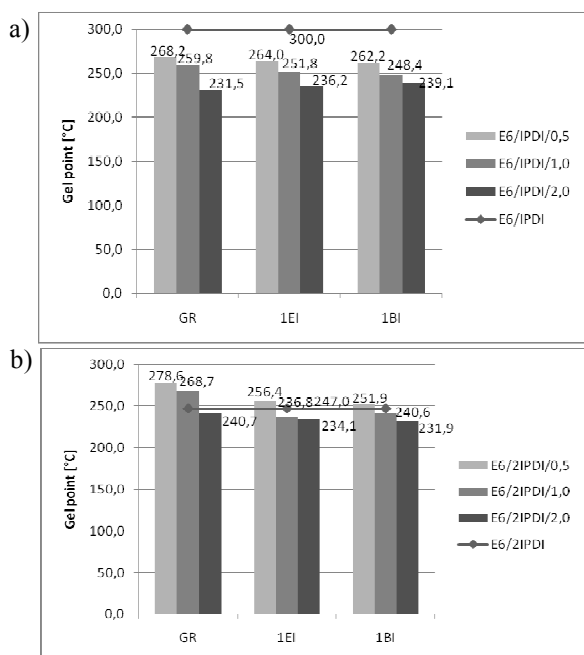 a)
Gel point [°C]
300,0
250,0
200,0
150,0
100,0
50,0
0,0
268,2
259,8
231,5
264,0
251,8
236,2
262,2
248,4
239,1
300,0
GR
1EI
1BI
E6/IPDI/0,5
E6/IPDI/1,0
E6/IPDI/2,0
E6/IPDI
b)
Gel point [°C]
300,0
250,0
200,0
150,0
100,0
50,0
0,0
278,6
268,7
240,7
256,4
236,8
234,1
247,0
251,9
240,6
231,9
GR
1EI
1BI
E6/2IPDI/0,5
E6/2IPDI/1,0
E6/2IPDI/2,0
E6/2IPDI